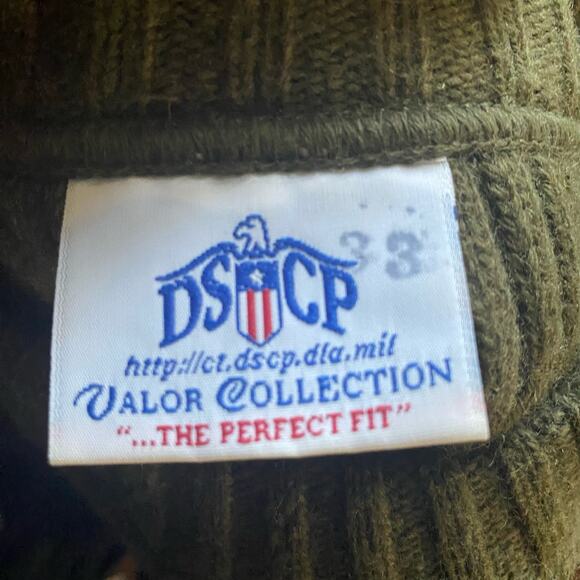 33
DSCP
http://ct.dscp.dla.mil
VALOR COLLECTION
"...THE PERFECT FIT"